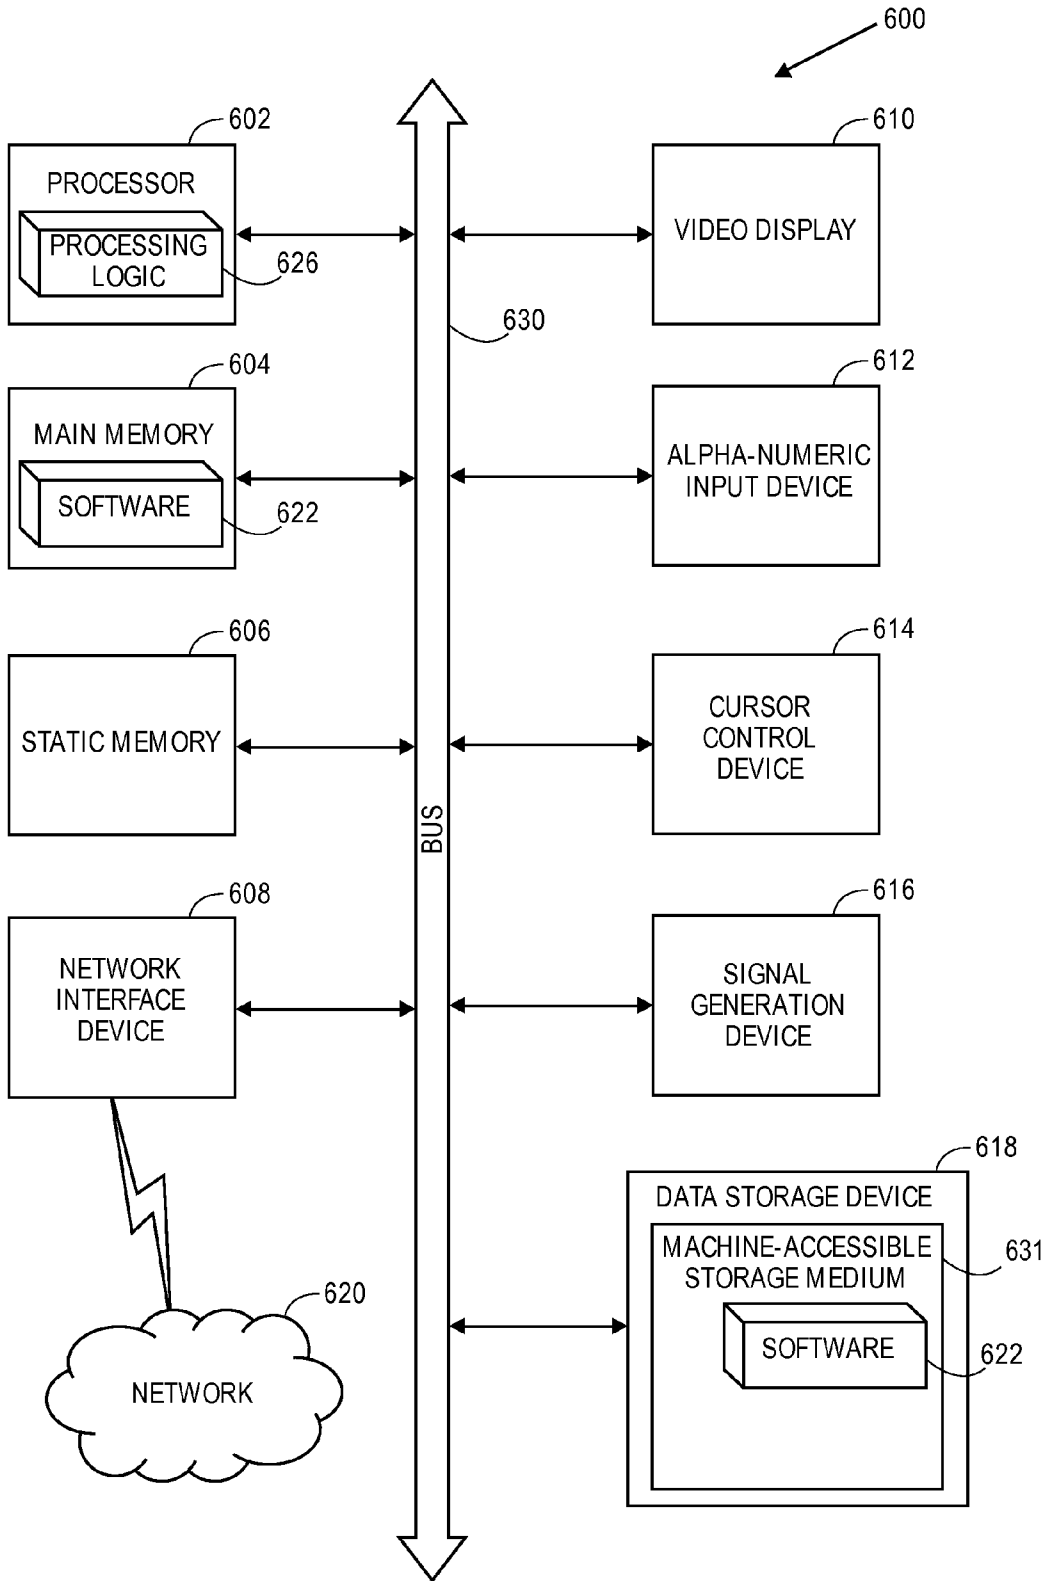 600
602
PROCESSOR
PROCESSING
LOGIC
626
610
VIDEO DISPLAY
630
604
MAIN MEMORY
SOFTWARE
622
612
ALPHA-NUMERIC
INPUT DEVICE
606
STATIC MEMORY
614
CURSOR
CONTROL
DEVICE
BUS
608
NETWORK
INTERFACE
DEVICE
616
SIGNAL
GENERATION
DEVICE
618
DATA STORAGE DEVICE
MACHINE-ACCESSIBLE
STORAGE MEDIUM
631
SOFTWARE
622
620
NETWORK